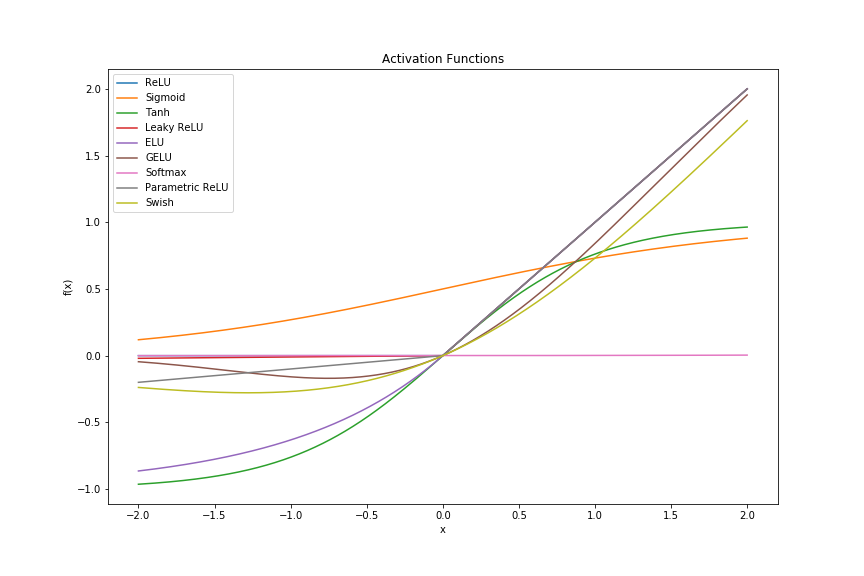 Activation Functions
ReLU
Sigmoid
Tanh
Leaky ReLU
ELU
GELU
Softmax
Parametric ReLU
Swish
2.0
1.5
1.0
0.5
0.0
−0.5
−1.0
f(x)
−2.0 −1.5 −1.0 −0.5 0.0 0.5 1.0 1.5 2.0
x